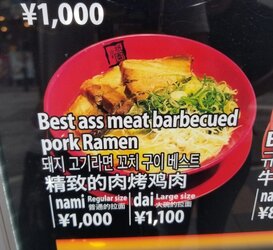 ¥1,000
Best ass meat barbecued
pork Ramen
돼지 고기라면 꼬치 구이 베스트
精致的肉烤鸡肉
nami Regular size
普通的拉面
¥1,000
dai Large size
大碗的拉面
¥1,100